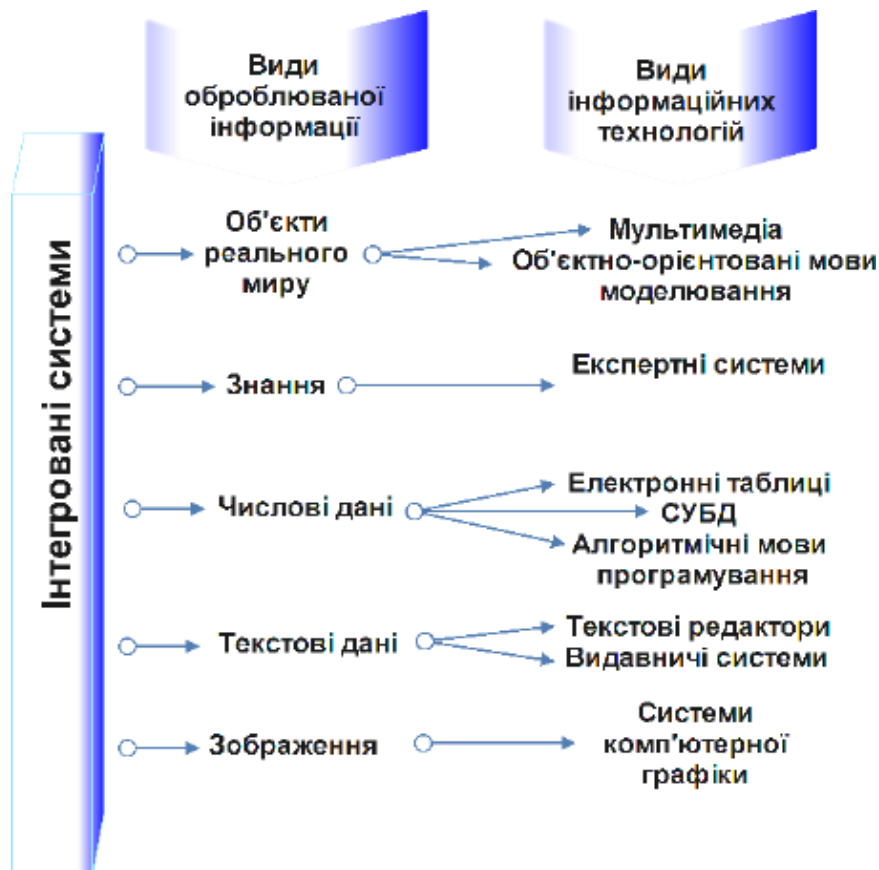 Види
оброблюваної
інформації
Види
інформаційних
технологій
Інтегровані системи
Об'єкти
реального
миру
Мультимедіа
Об'єктно-орієнтовані мови
моделювання
Знання
Експертні системи
Числові дані
Електронні таблиці
СУБД
Алгоритмічні мови
програмування
Текстові дані
Текстові редактори
Видавничі системи
Зображення
Системи
комп'ютерної
графіки